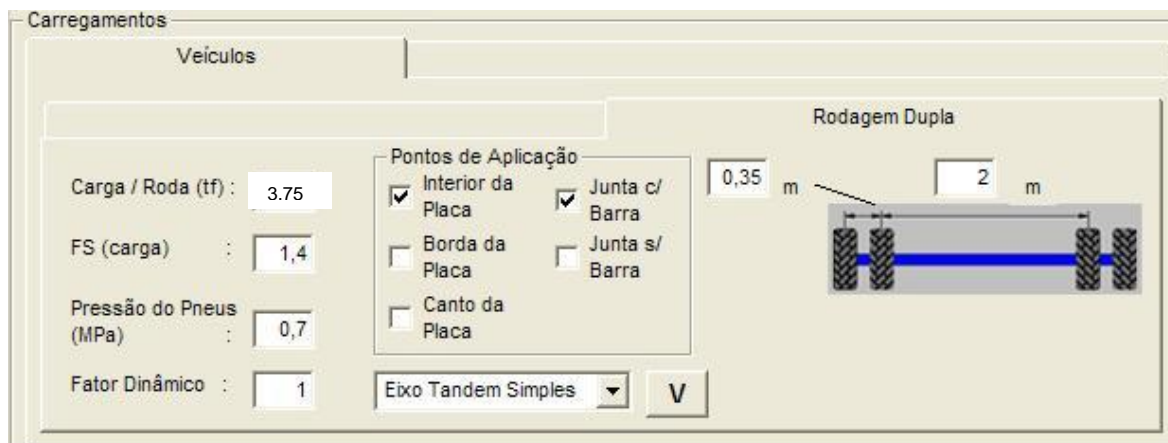 Carregamentos
Veículos
Rodagem Dupla
Carga / Roda (tf) : 3.75
FS (carga) : 1,4
Pressão do Pneus
(MPa) : 0,7
Fator Dinâmico : 1
Pontos de Aplicação
Interior da
Placa
Junta c/
Barra
Borda da
Placa
Junta s/
Barra
Canto da
Placa
Eixo Tandem Simples
V
0,35 m
2 m